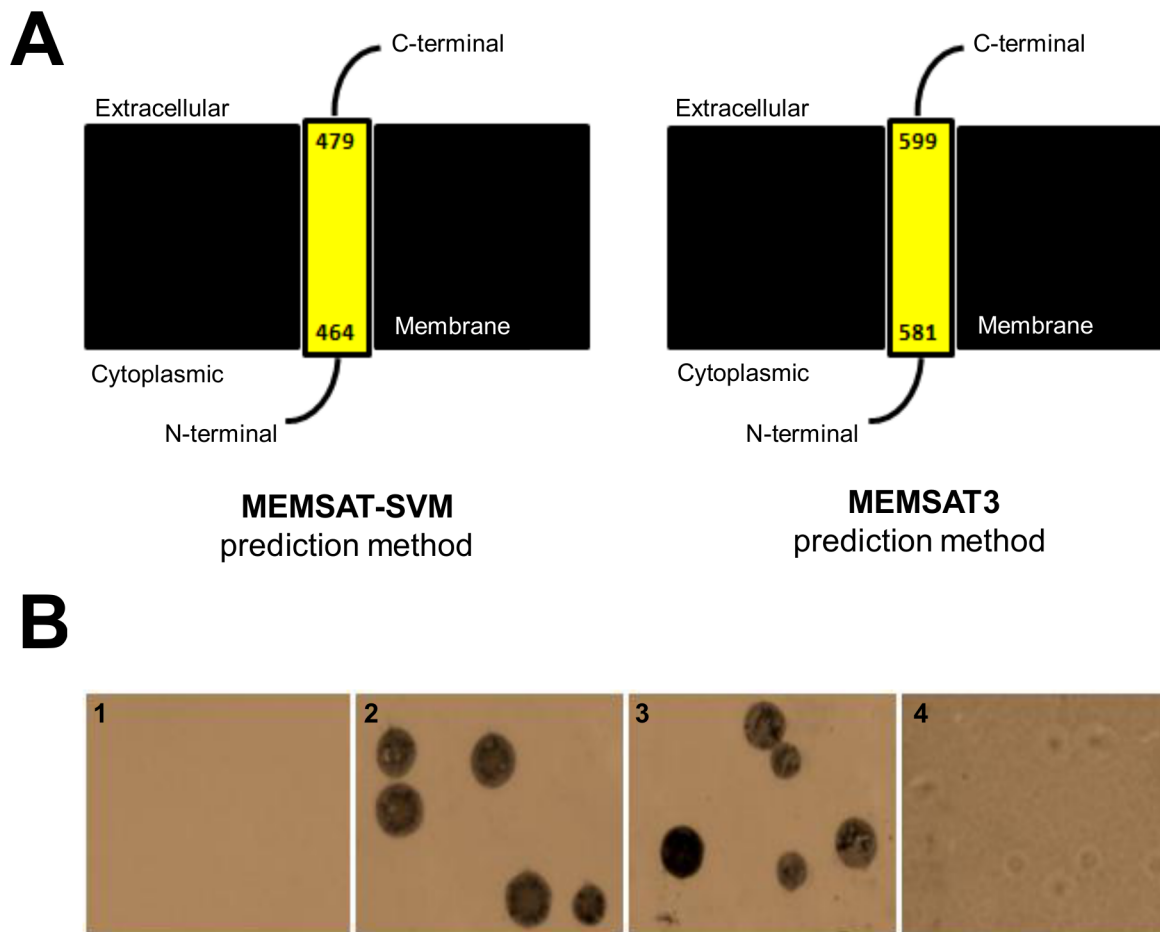 A
C-terminal
Extracellular
479
464
Membrane
Cytoplasmic
N-terminal
MEMSAT-SVM
prediction method
C-terminal
Extracellular
599
581
Membrane
Cytoplasmic
N-terminal
MEMSAT3
prediction method
B
1
2
3
4